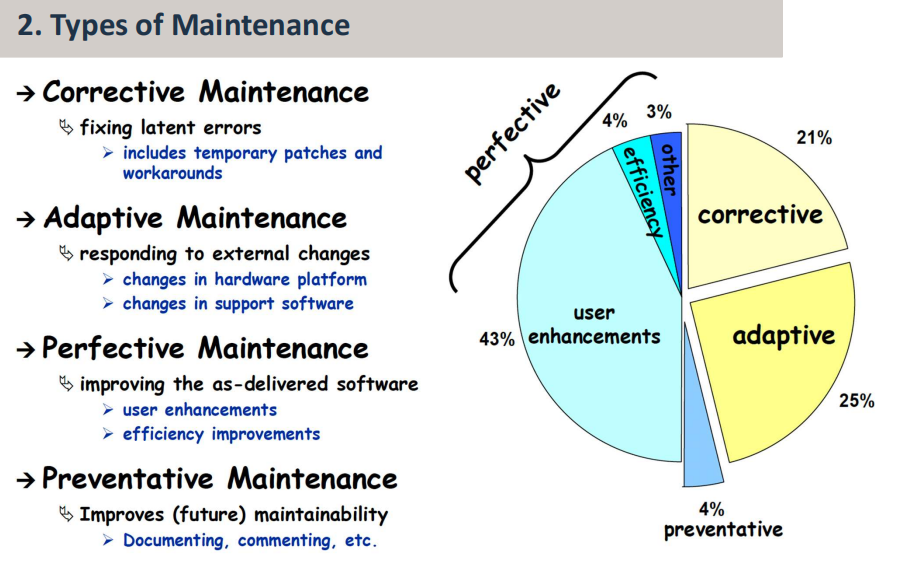 2. Types of Maintenance
→ Corrective Maintenance
fixing latent errors
includes temporary patches and
workarounds
→ Adaptive Maintenance
responding to external changes
changes in hardware platform
changes in support software
→ Perfective Maintenance
improving the as-delivered software
user enhancements
efficiency improvements
→ Preventative Maintenance
Improves (future) maintainability
Documenting, commenting, etc.
perfective
4%
3%
21%
efficiency
other
corrective
user
enhancements
43%
adaptive
25%
4%
preventative